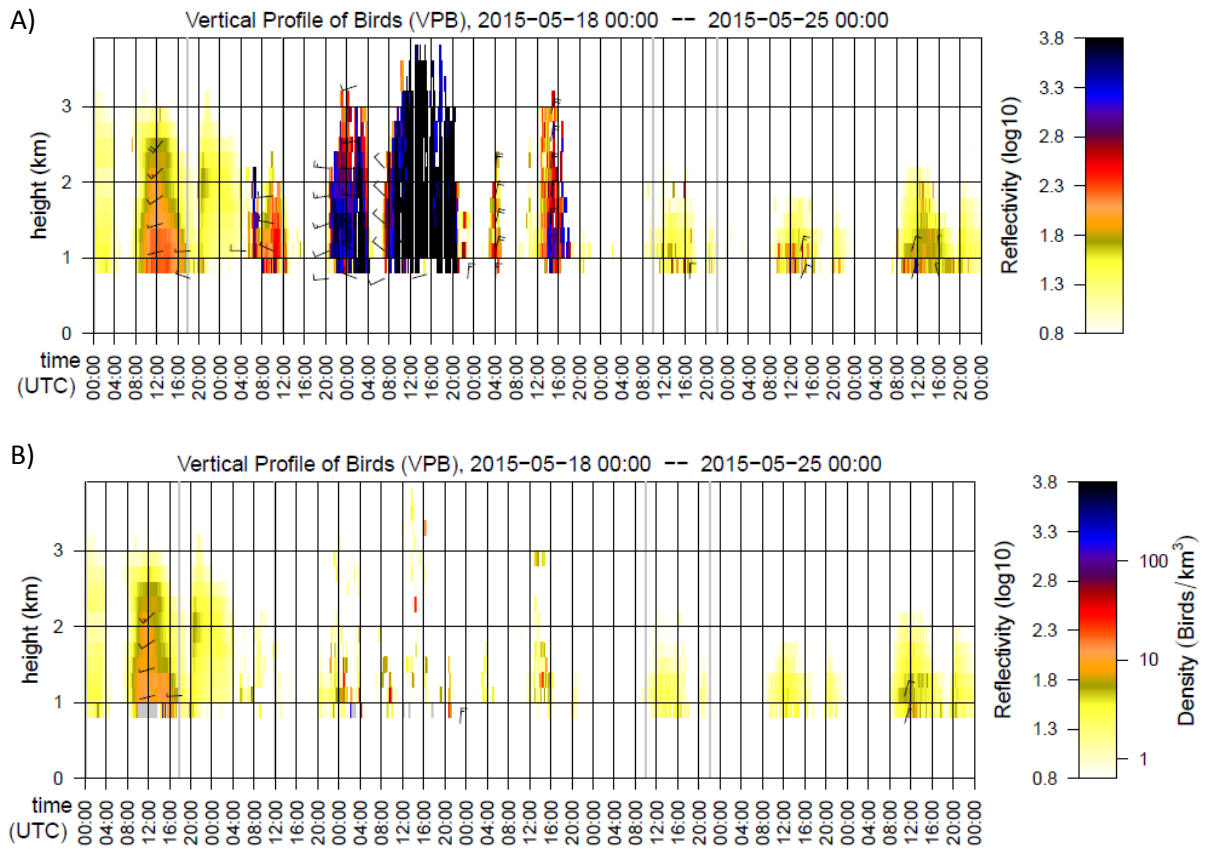 A)
Vertical Profile of Birds (VPB), 2015−05−18 00:00 −− 2015−05−25 00:00
height (km)
3
2
1
0
time
(UTC)
00:00 04:00 08:00 12:00 16:00 20:00 00:00 04:00 08:00 12:00 16:00 20:00 00:00 04:00 08:00 12:00 16:00 20:00 00:00 04:00 08:00 12:00 16:00 20:00 00:00 04:00 08:00 12:00 16:00 20:00 00:00 04:00 08:00 12:00 16:00 20:00 00:00 04:00 08:00 12:00 16:00 20:00 00:00
Reflectivity (log10)
3.8
3.3
2.8
2.3
1.8
1.3
0.8
B)
Vertical Profile of Birds (VPB), 2015−05−18 00:00 −− 2015−05−25 00:00
height (km)
3
2
1
0
time
(UTC)
00:00 04:00 08:00 12:00 16:00 20:00 00:00 04:00 08:00 12:00 16:00 20:00 00:00 04:00 08:00 12:00 16:00 20:00 00:00 04:00 08:00 12:00 16:00 20:00 00:00 04:00 08:00 12:00 16:00 20:00 00:00 04:00 08:00 12:00 16:00 20:00 00:00 04:00 08:00 12:00 16:00 20:00 00:00
Reflectivity (log10)
3.8
3.3
2.8
2.3
1.8
1.3
0.8
100
10
1
Density (Birds/km³)